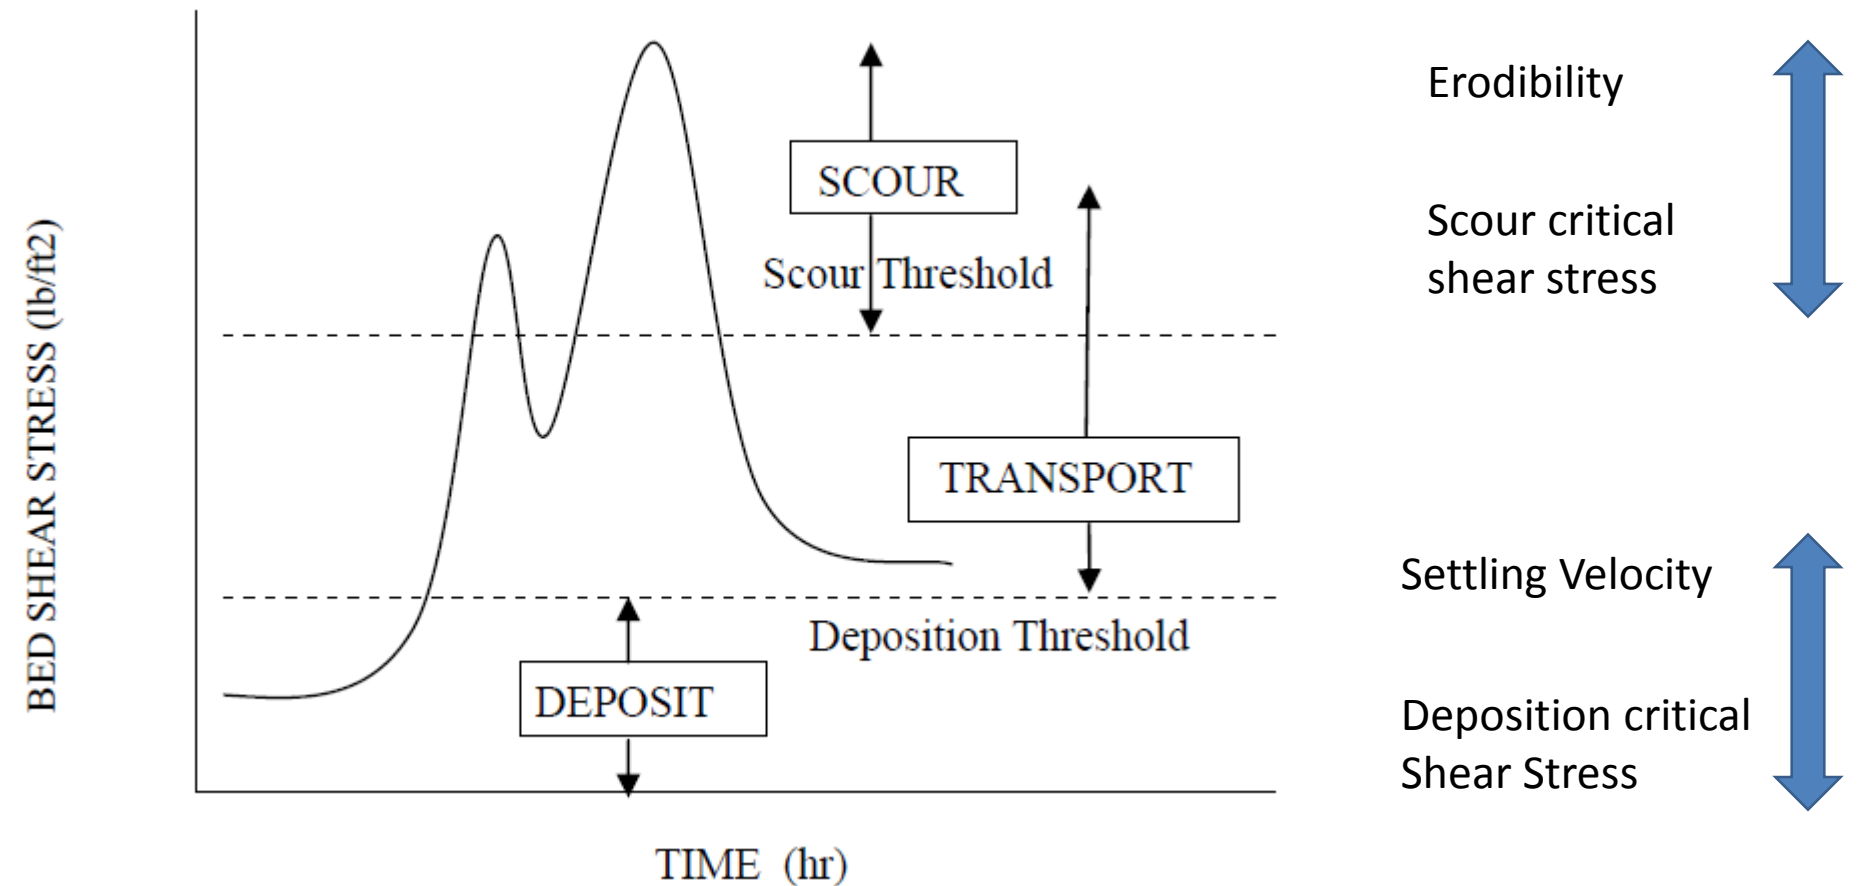 BED SHEAR STRESS (lb/ft2)
SCOUR
Scour Threshold
TRANSPORT
Deposition Threshold
DEPOSIT
TIME (hr)
Erodibility
Scour critical
shear stress
Settling Velocity
Deposition critical
Shear Stress